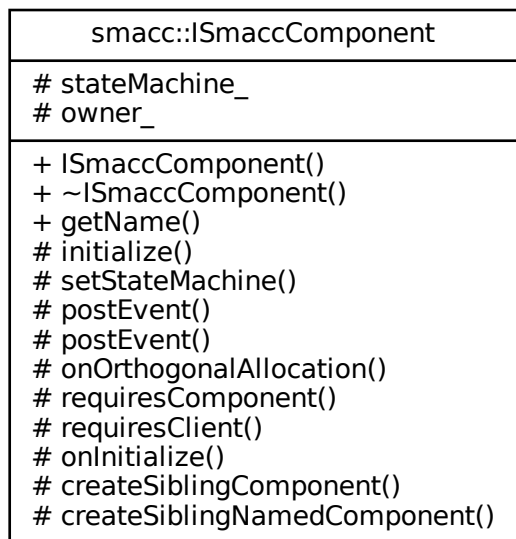 smacc::ISmaccComponent
# stateMachine_
# owner_
+ ISmaccComponent()
+ ~ISmaccComponent()
+ getName()
# initialize()
# setStateMachine()
# postEvent()
# postEvent()
# onOrthogonalAllocation()
# requiresComponent()
# requiresClient()
# onInitialize()
# createSiblingComponent()
# createSiblingNamedComponent()